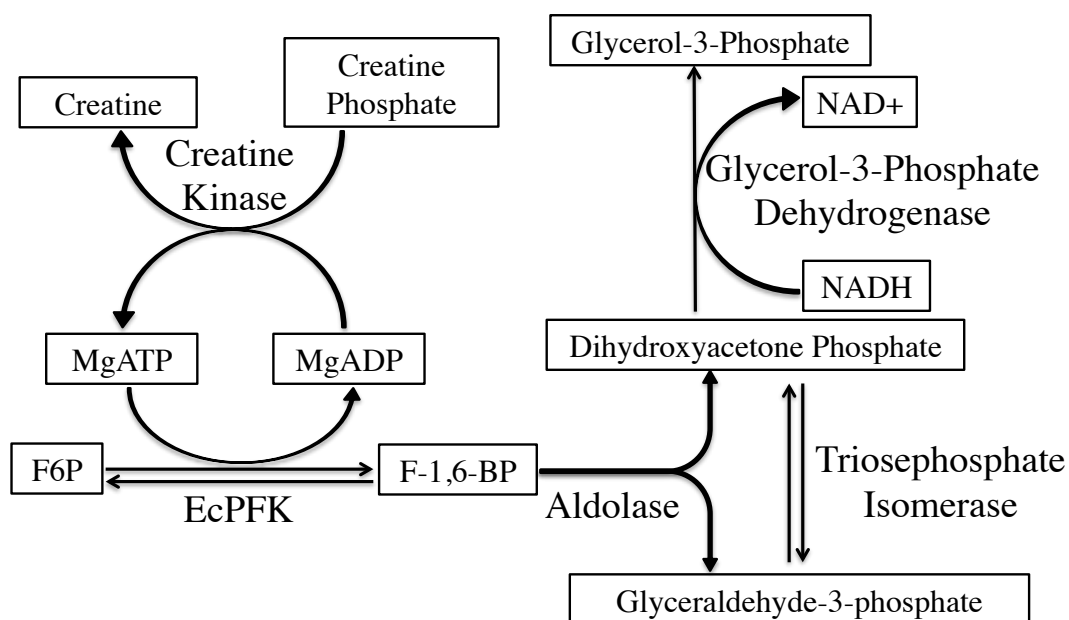 Glycerol-3-Phosphate
Creatine
Phosphate
Creatine
NAD+
Creatine
Kinase
Glycerol-3-Phosphate
Dehydrogenase
NADH
MgATP
MgADP
Dihydroxyacetone Phosphate
F6P
F-1,6-BP
EcPFK
Aldolase
Triosephosphate
Isomerase
Glyceraldehyde-3-phosphate